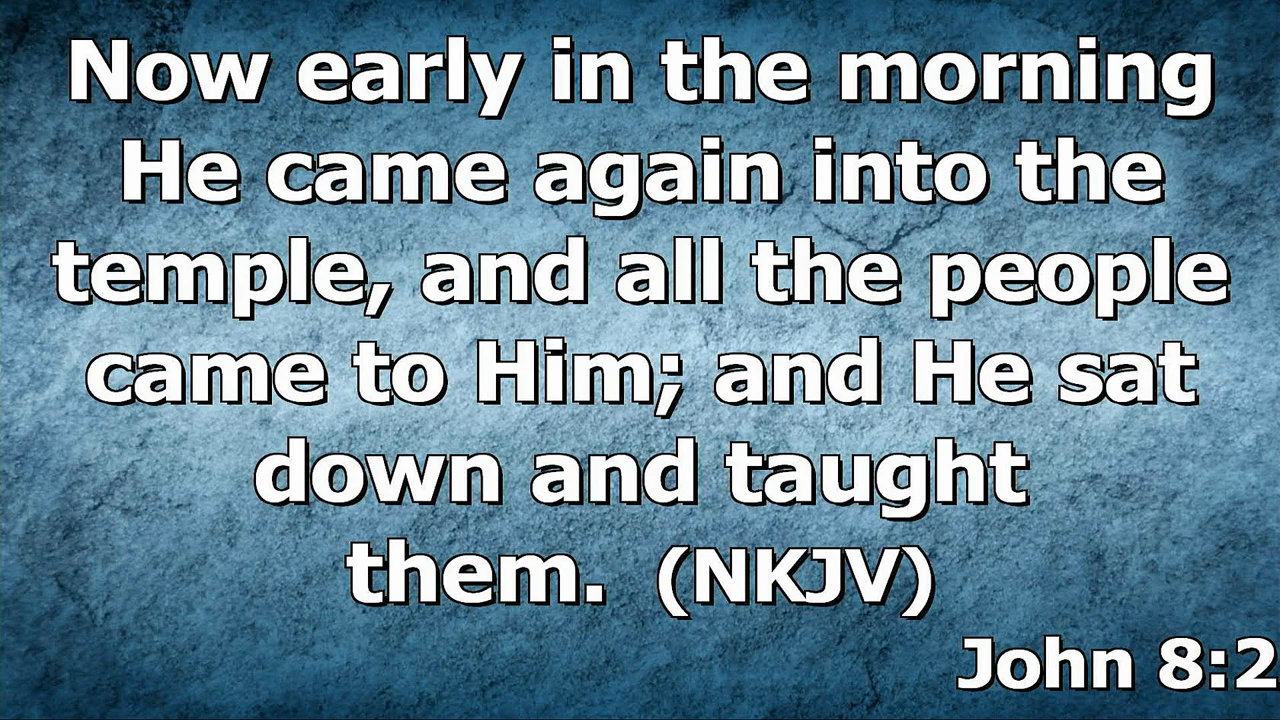 Now early in the morning
He came again into the
temple, and all the people
came to Him; and He sat
down and taught
them.  (NKJV)
John 8:2